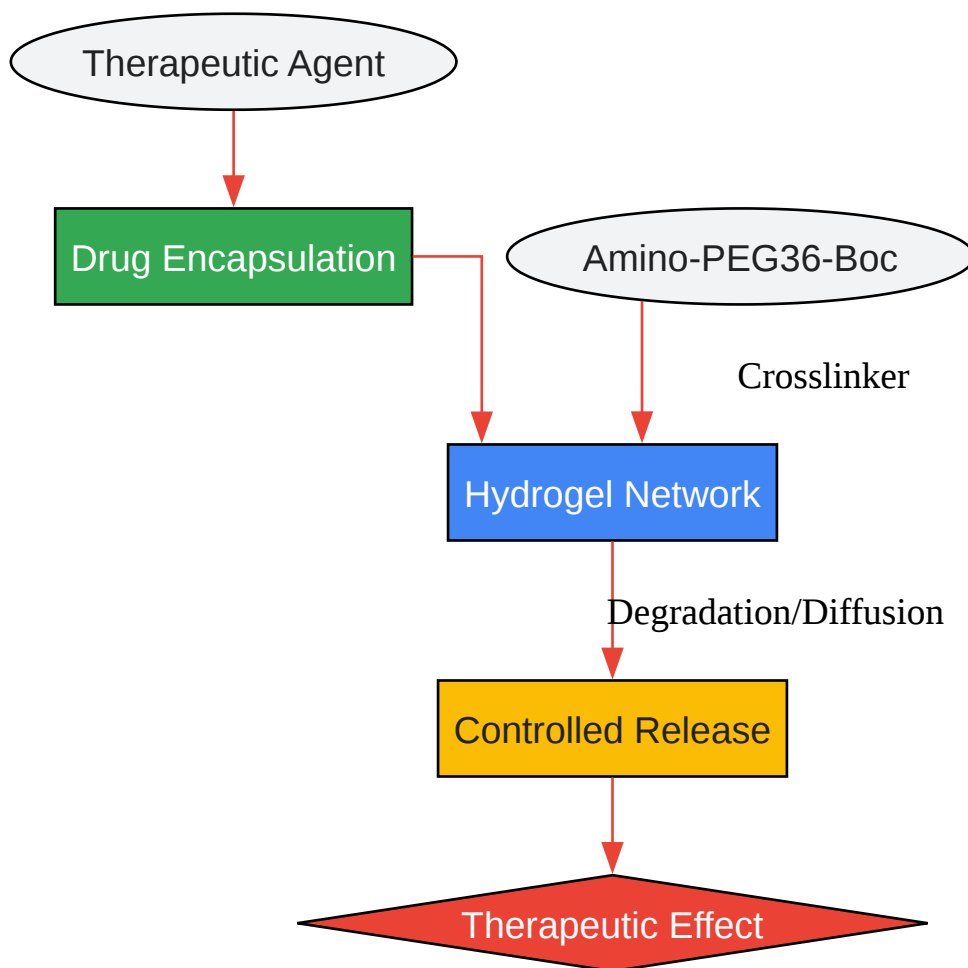 Therapeutic Agent
Drug Encapsulation
Amino-PEG36-Boc
Crosslinker
Hydrogel Network
Degradation/Diffusion
Controlled Release
Therapeutic Effect